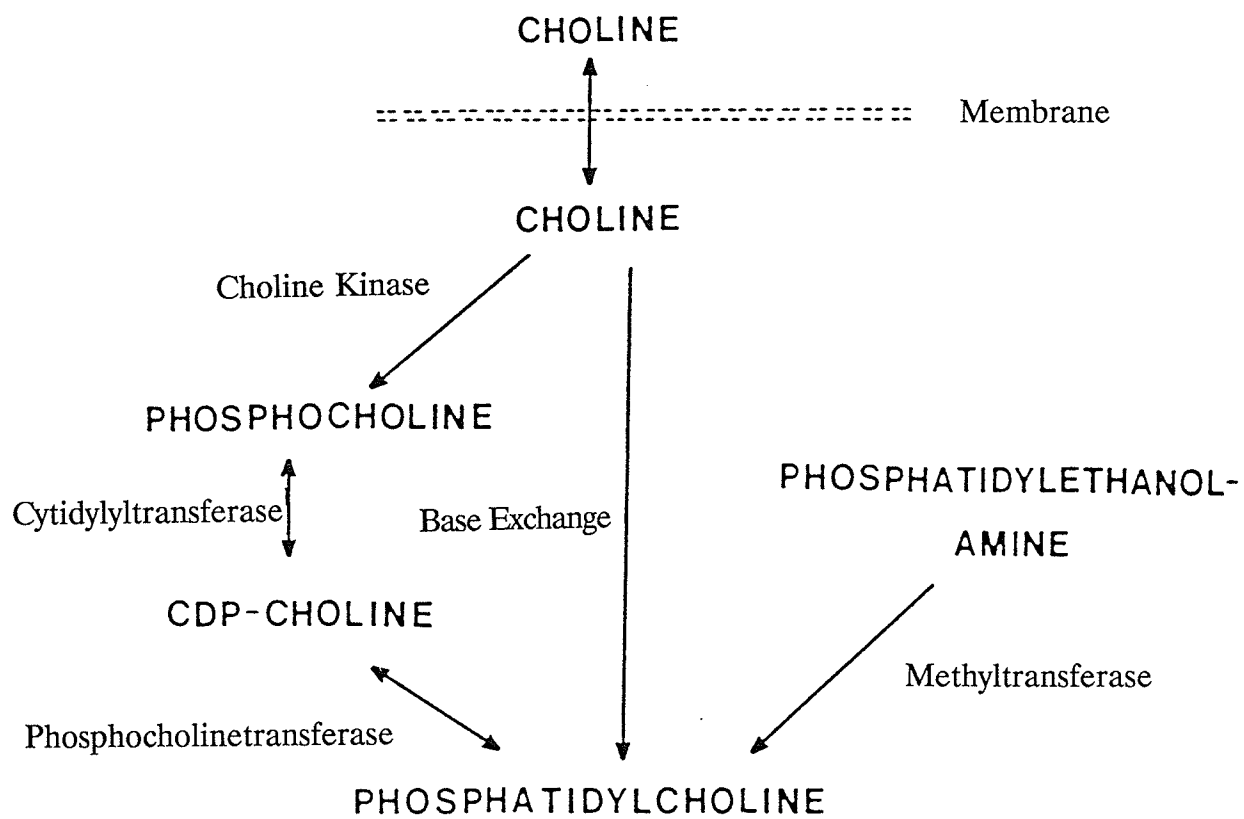 CHOLINE
Membrane
CHOLINE
Choline Kinase
PHOSPHOCHOLINE
PHOSPHATIDYLETHANOL-
AMINE
Cytidylyltransferase
Base Exchange
CDP-CHOLINE
Methyltransferase
Phosphocholinetransferase
PHOSPHATIDYLCHOLINE